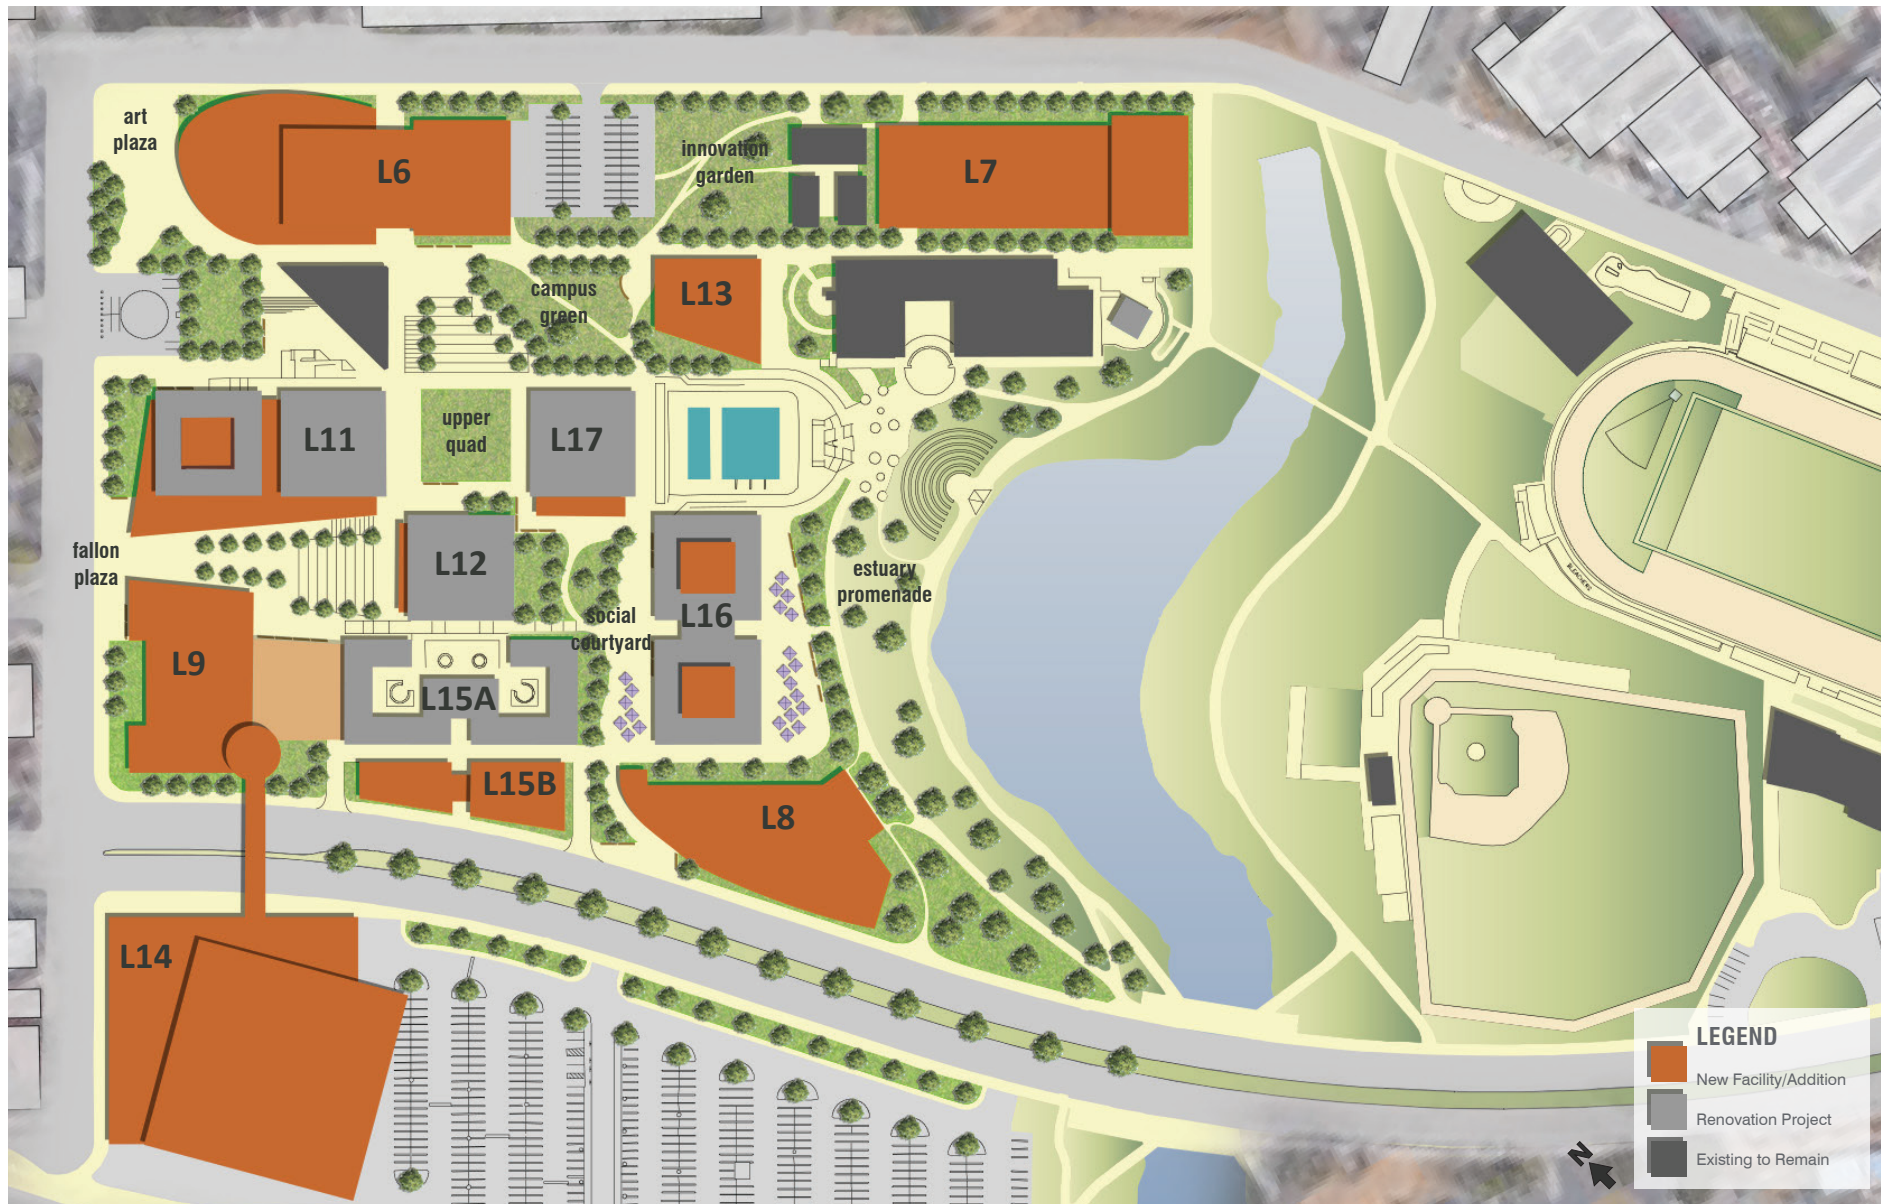 art
plaza
L6
innovation
garden
L7
campus
green
L13
L11
upper
quad
L17
fallon
plaza
L12
estuary
promenade
L16
social
courtyard
L9
L15A
L15B
L8
L14
BLEACHERS
LEGEND
New Facility/Addition
Renovation Project
Existing to Remain
N